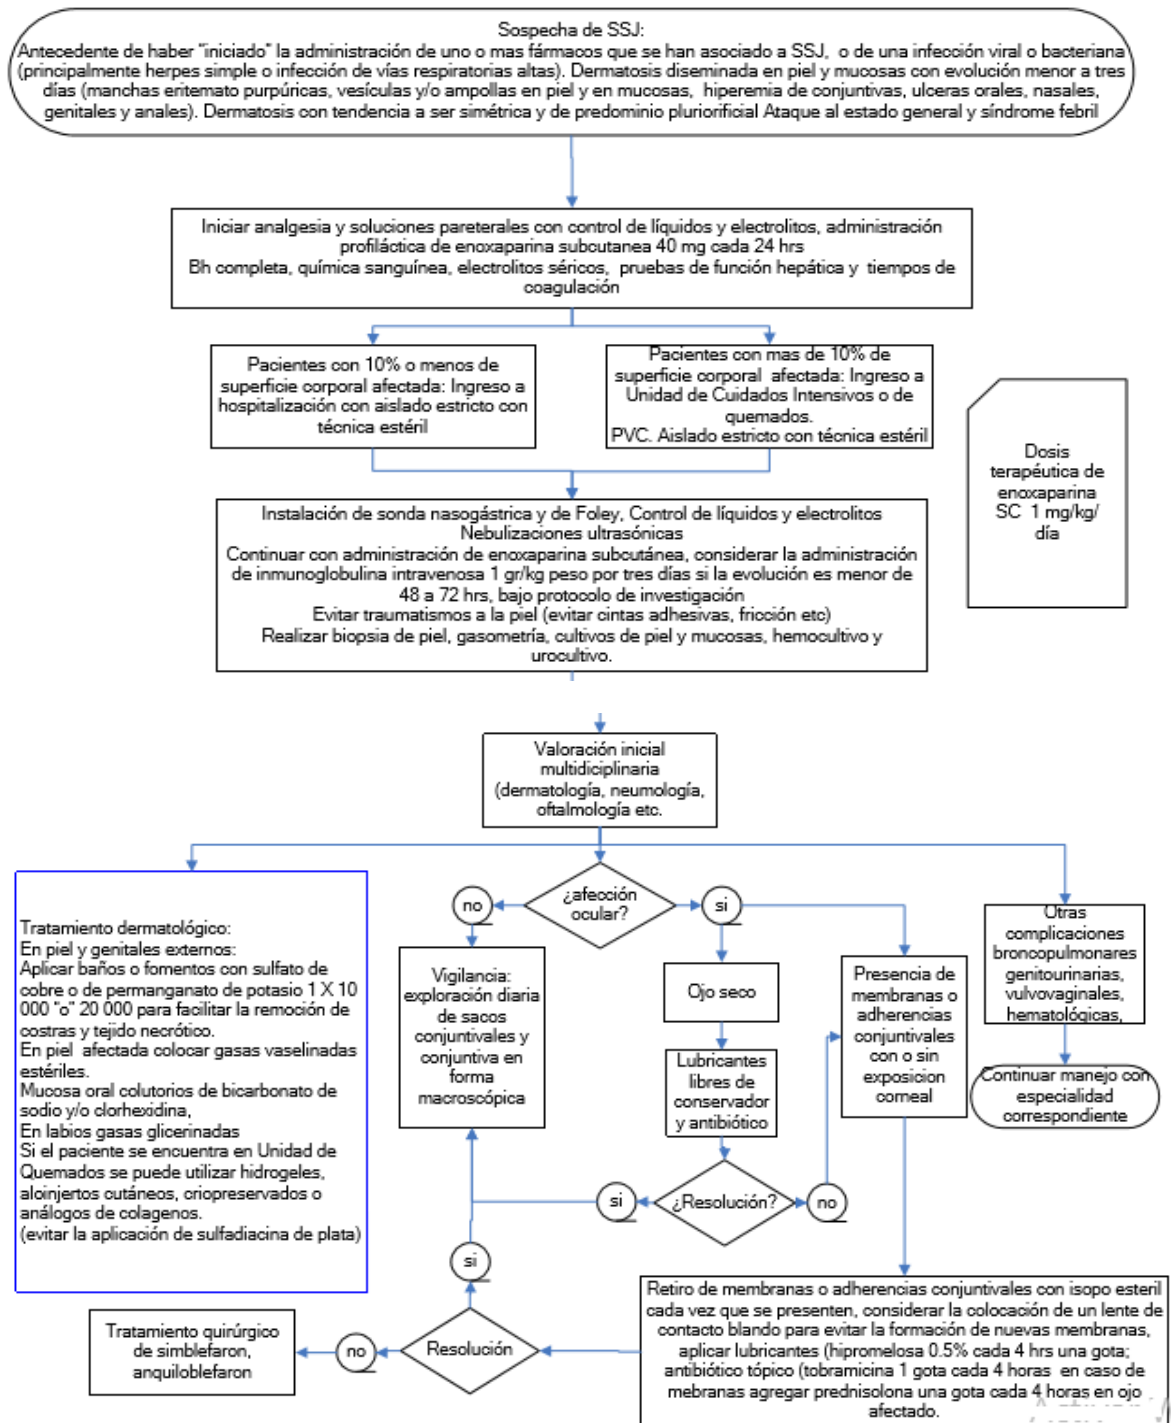 Sospecha de SSJ:
Antecedente de haber "iniciado" la administración de uno o mas fármacos que se han asociado a SSJ, o de una infección viral o bacteriana
(principalmente herpes simple o infección de vías respiratorias altas). Dermatosis diseminada en piel y mucosas con evolución menor a tres
días (manchas eritemato purpúricas, vesículas y/o ampollas en piel y en mucosas, hiperemia de conjuntivas, ulceras orales, nasales,
genitales y anales). Dermatosis con tendencia a ser simétrica y de predominio pluriorificial Ataque al estado general y síndrome febril
Iniciar analgesia y soluciones pareterales con control de líquidos y electrolitos, administración
profiláctica de enoxaparina subcutanea 40 mg cada 24 hrs
Bh completa, química sanguínea, electrolitos séricos, pruebas de función hepática y tiempos de
coagulación
Pacientes con 10% o menos de
superficie corporal afectada: Ingreso a
hospitalización con aislado estricto con
técnica estéril
Pacientes con mas de 10% de
superficie corporal afectada: Ingreso a
Unidad de Cuidados Intensivos o de
quemados.
PVC. Aislado estricto con técnica estéril
Dosis
terapéutica de
enoxaparina
SC 1 mg/kg/
día
Instalación de sonda nasogástrica y de Foley, Control de líquidos y electrolitos
Nebulizaciones ultrasónicas
Continuar con administración de enoxaparina subcutánea, considerar la administración
de inmunoglobulina intravenosa 1 gr/kg peso por tres días si la evolución es menor de
48 a 72 hrs, bajo protocolo de investigación
Evitar traumatismos a la piel (evitar cintas adhesivas, fricción etc)
Realizar biopsia de piel, gasometría, cultivos de piel y mucosas, hemocultivo y
urocultivo.
Valoración inicial
multidiciplinaria
(dermatología, neumología,
oftalmología etc.
Tratamiento dermatológico:
En piel y genitales externos:
Aplicar baños o fomentos con sulfato de
cobre o de permanganato de potasio 1 X 10
000 "o" 20 000 para facilitar la remoción de
costras y tejido necrótico.
En piel afectada colocar gasas vaselinadas
estériles.
Mucosa oral colutorios de bicarbonato de
sodio y/o clorhexidina,
En labios gasas glicerinadas
Si el paciente se encuentra en Unidad de
Quemados se puede utilizar hidrogeles,
aloinjertos cutáneos, criopreservados o
análogos de colagenos.
(evitar la aplicación de sulfadiacina de plata)
no
¿afección
ocular?
si
Vigilancia:
exploración diaria
de sacos
conjuntivales y
conjuntiva en
forma
macroscópica
Ojo seco
Lubricantes
libres de
conservador
y antibiótico
Presencia de
membranas o
adherencias
conjuntivales
con o sin
exposicion
corneal
Otras
complicaciones
broncopulmonares
genitourinarias,
vulvovaginales,
hematológicas,
Continuar manejo con
especialidad
correspondiente
si
¿Resolución?
no
si
Tratamiento quirúrgico
de simblefaron,
anquiloblefaron
no
Resolución
Retiro de membranas o adherencias conjuntivales con isopo esteril
cada vez que se presenten, considerar la colocación de un lente de
contacto blando para evitar la formación de nuevas membranas,
aplicar lubricantes (hipromelosa 0.5% cada 4 hrs una gota;
antibiótico tópico (tobramicina 1 gota cada 4 horas en caso de
mebranas agregar prednisolona una gota cada 4 horas en ojo
afectado.